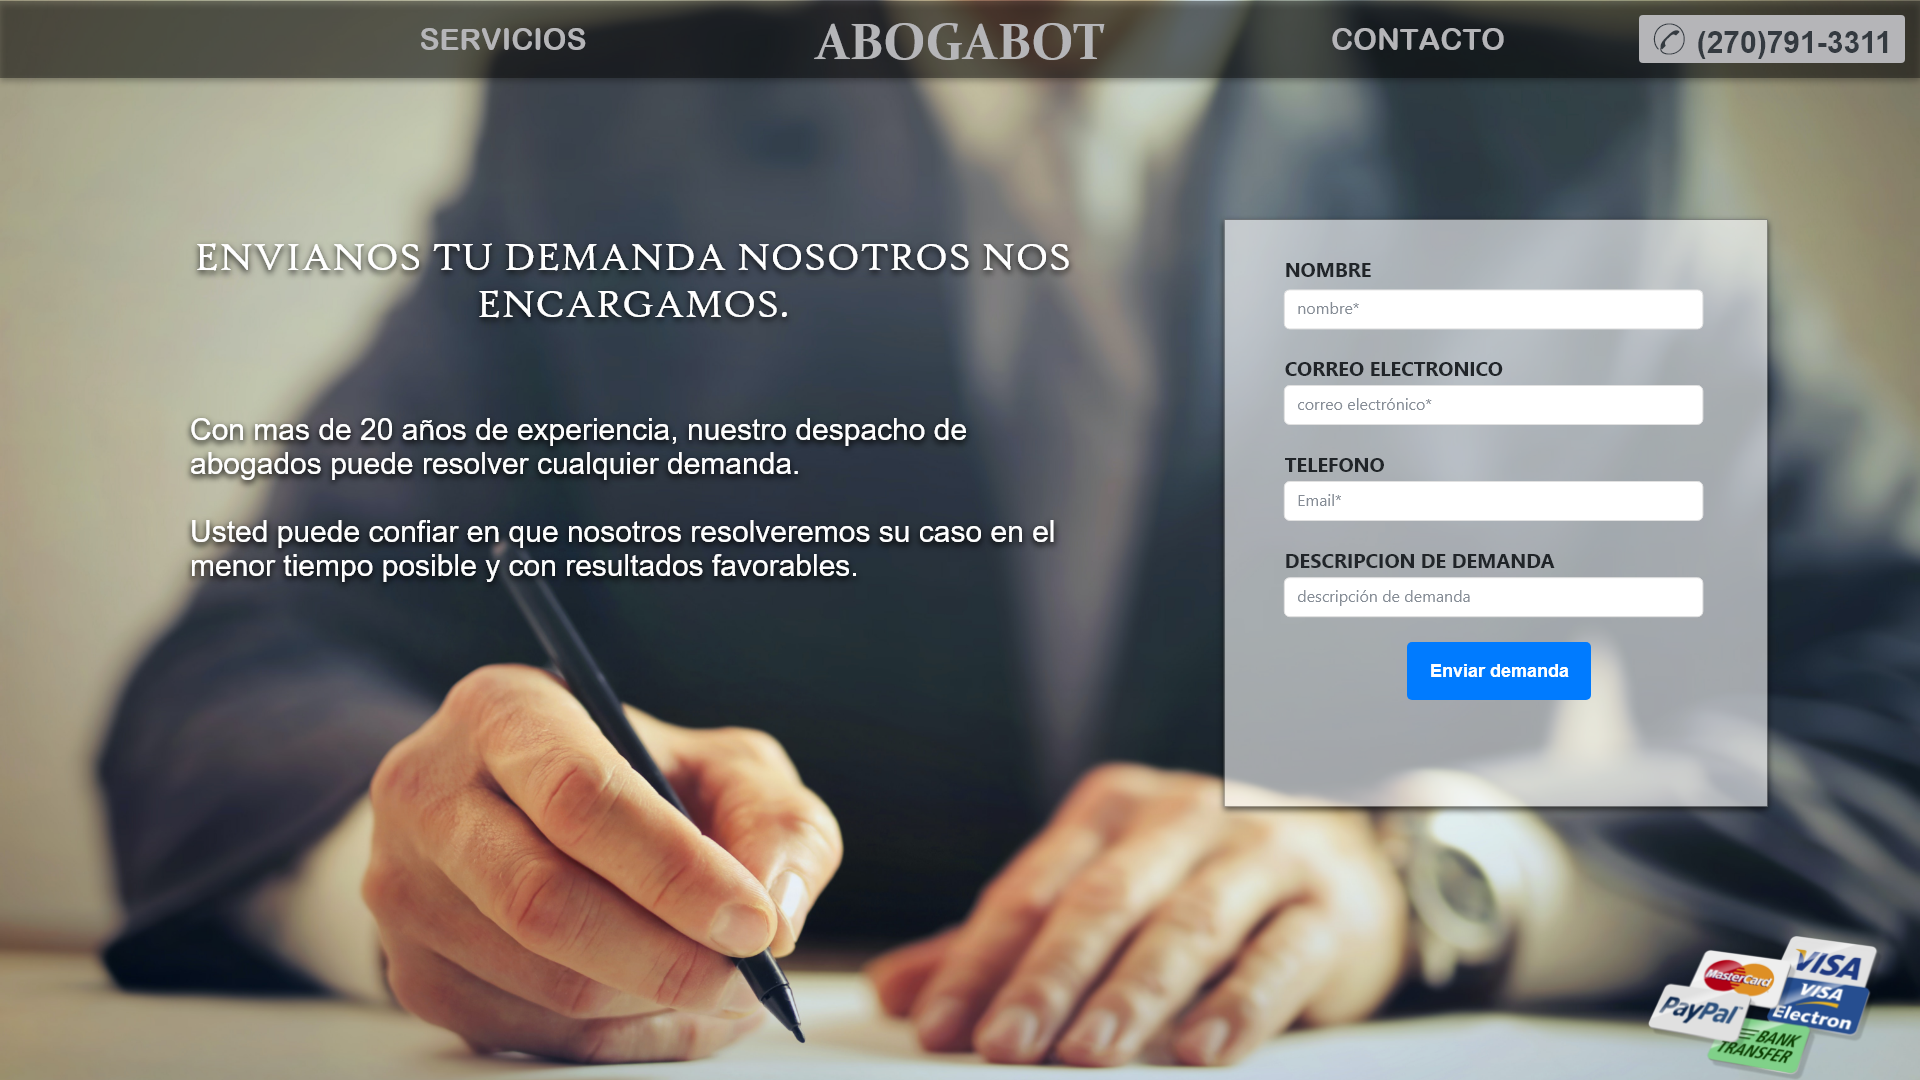 SERVICIOS
ABOGABOT
CONTACTO
(270)791-3311
ENVIANOS TU DEMANDA NOSOTROS NOS
ENCARGAMOS.
Con mas de 20 años de experiencia, nuestro despacho de
abogados puede resolver cualquier demanda.
Usted puede confiar en que nosotros resolveremos su caso en el
menor tiempo posible y con resultados favorables.
NOMBRE
nombre*
CORREO ELECTRONICO
correo electrónico*
TELEFONO
Email*
DESCRIPCION DE DEMANDA
descripción de demanda
Enviar demanda
VISA
MasterCard
VISA
Electron
PayPal
BANK
TRANSFER